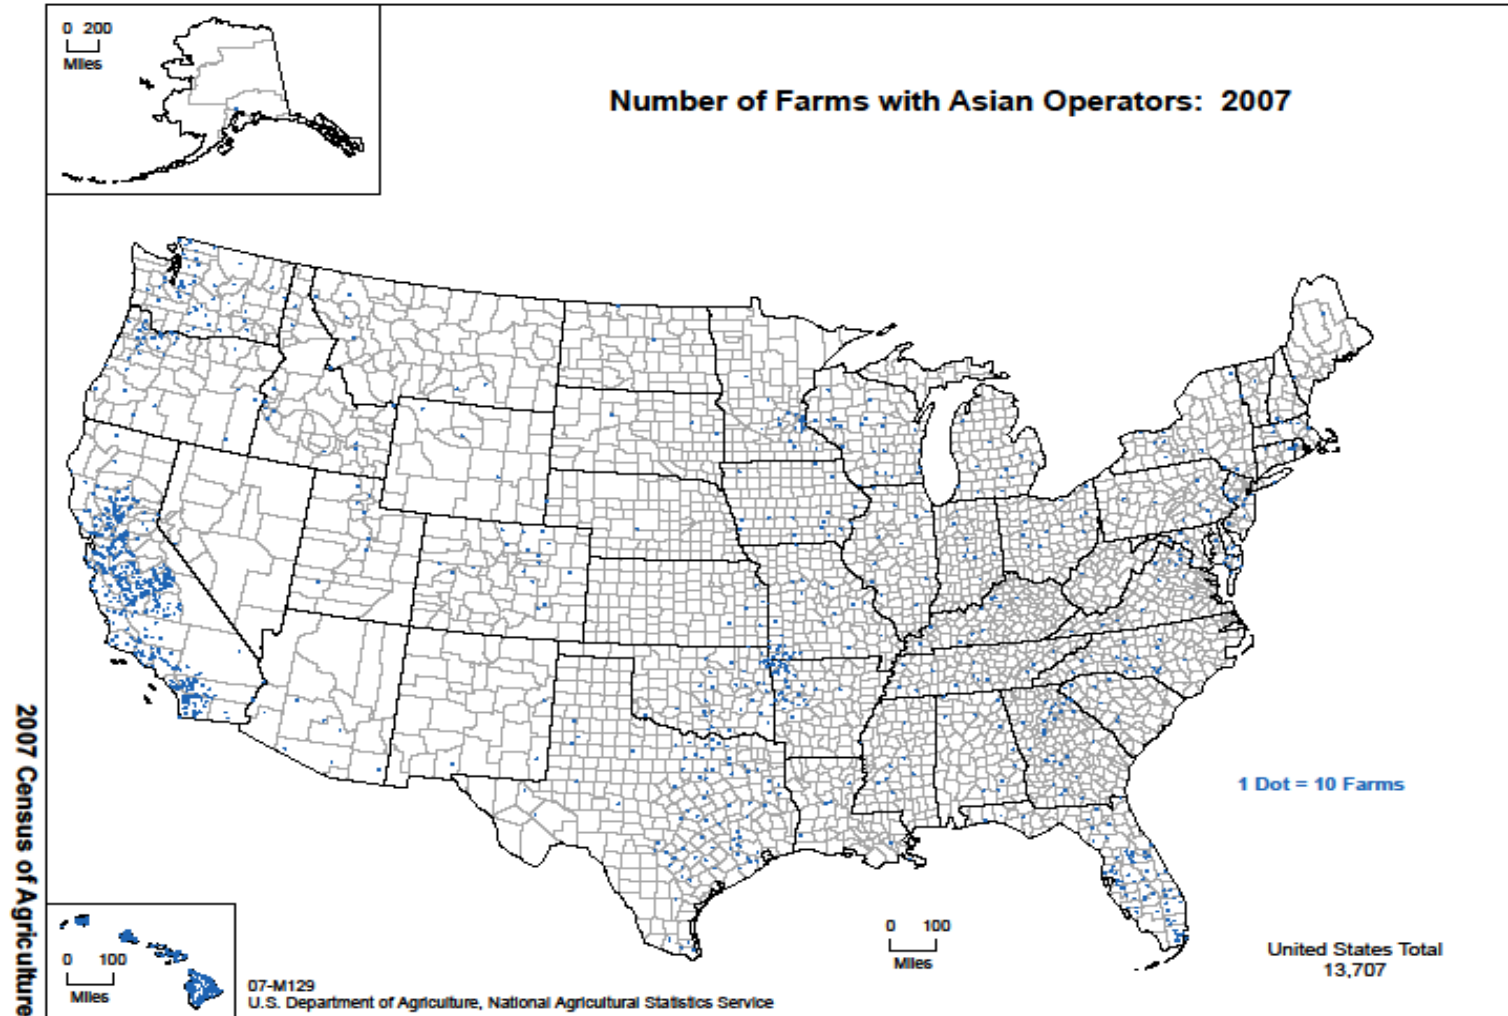 0 200
Miles
Number of Farms with Asian Operators: 2007
2007 Census of Agriculture
1 Dot = 10 Farms
0 100
Miles
0 100
Miles
United States Total
13,707
07-M129
U.S. Department of Agriculture, National Agricultural Statistics Service